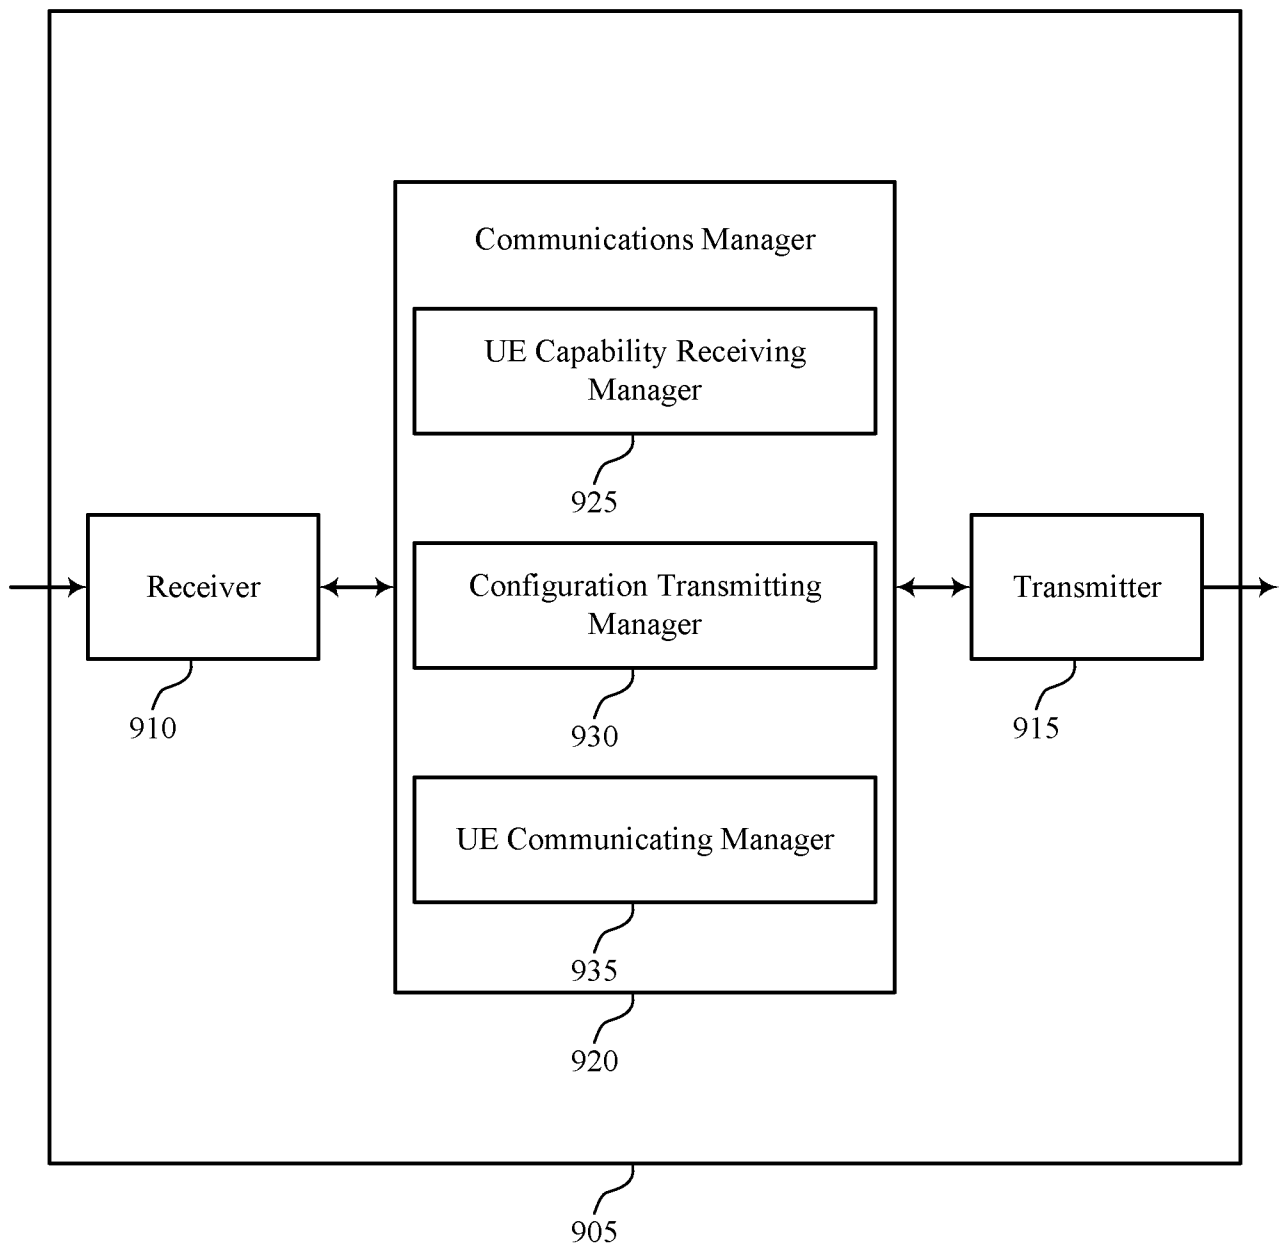 Communications Manager
UE Capability Receiving
Manager
925
Receiver
910
Configuration Transmitting
Manager
930
Transmitter
915
UE Communicating Manager
935
920
905